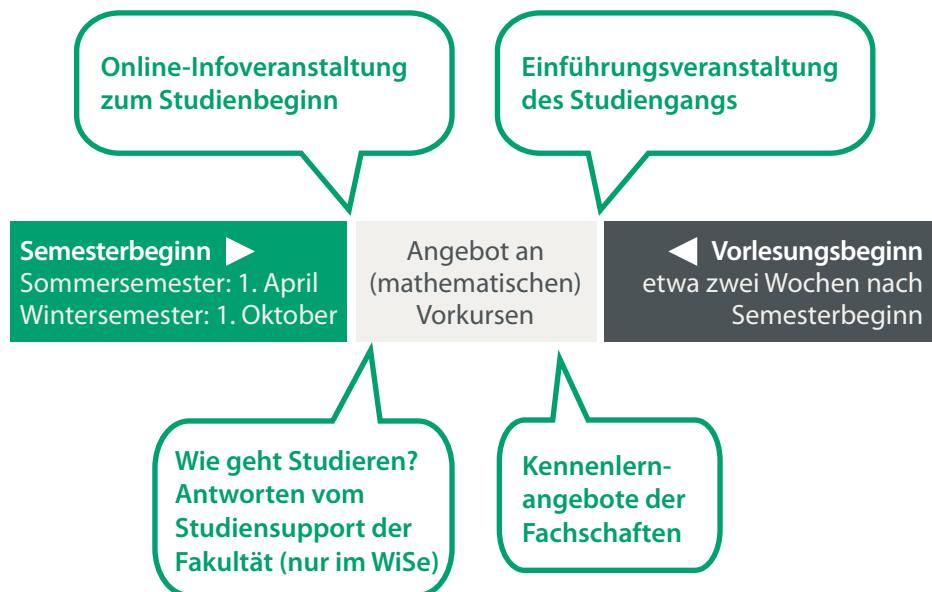 Online-Infoveranstaltung
zum Studienbeginn
Einführungsveranstaltung
des Studiengangs
Semesterbeginn
Sommersemester: 1. April
Wintersemester: 1. Oktober
Angebot an
(mathematischen)
Vorkursen
Vorlesungsbeginn
etwa zwei Wochen nach
Semesterbeginn
Wie geht Studieren?
Antworten vom
Studiensupport der
Fakultät (nur im WiSe)
Kennenlern-
angebote der
Fachschaften